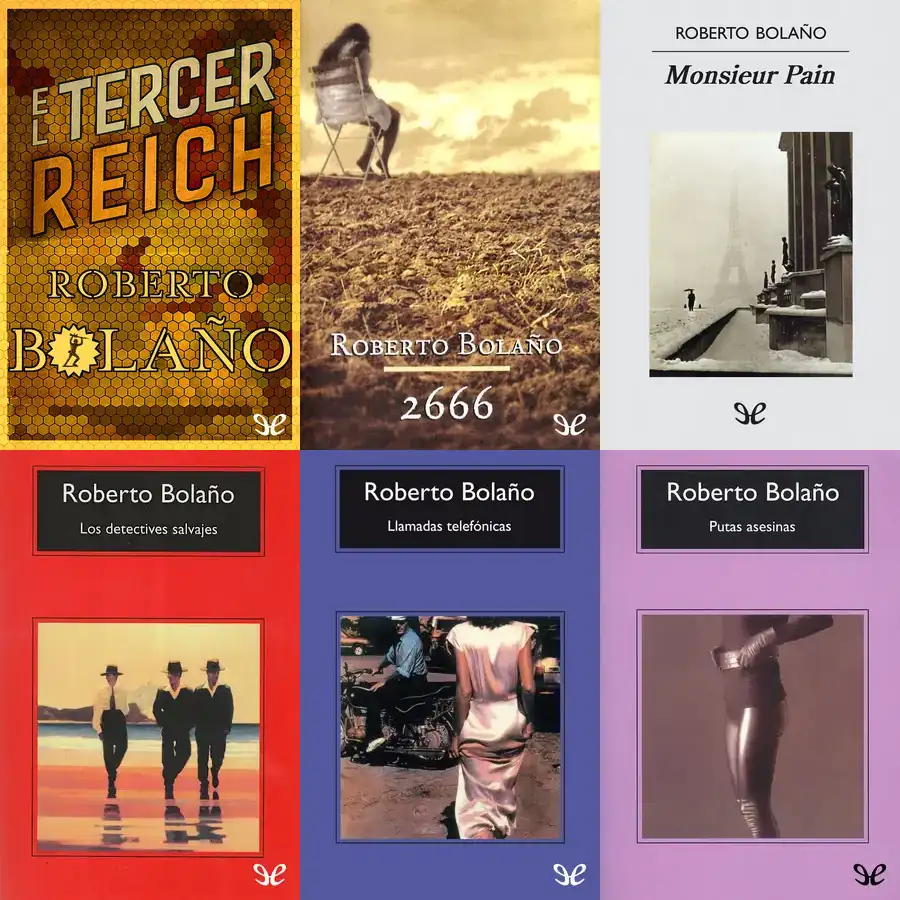 EL TERCER
REICH
ROBERTO
BOLAÑO
ROBERTO BOLAÑO
2666
ROBERTO BOLAÑO
Monsieur Pain
Roberto Bolaño
Los detectives salvajes
Roberto Bolaño
Llamadas telefónicas
Roberto Bolaño
Putas asesinas